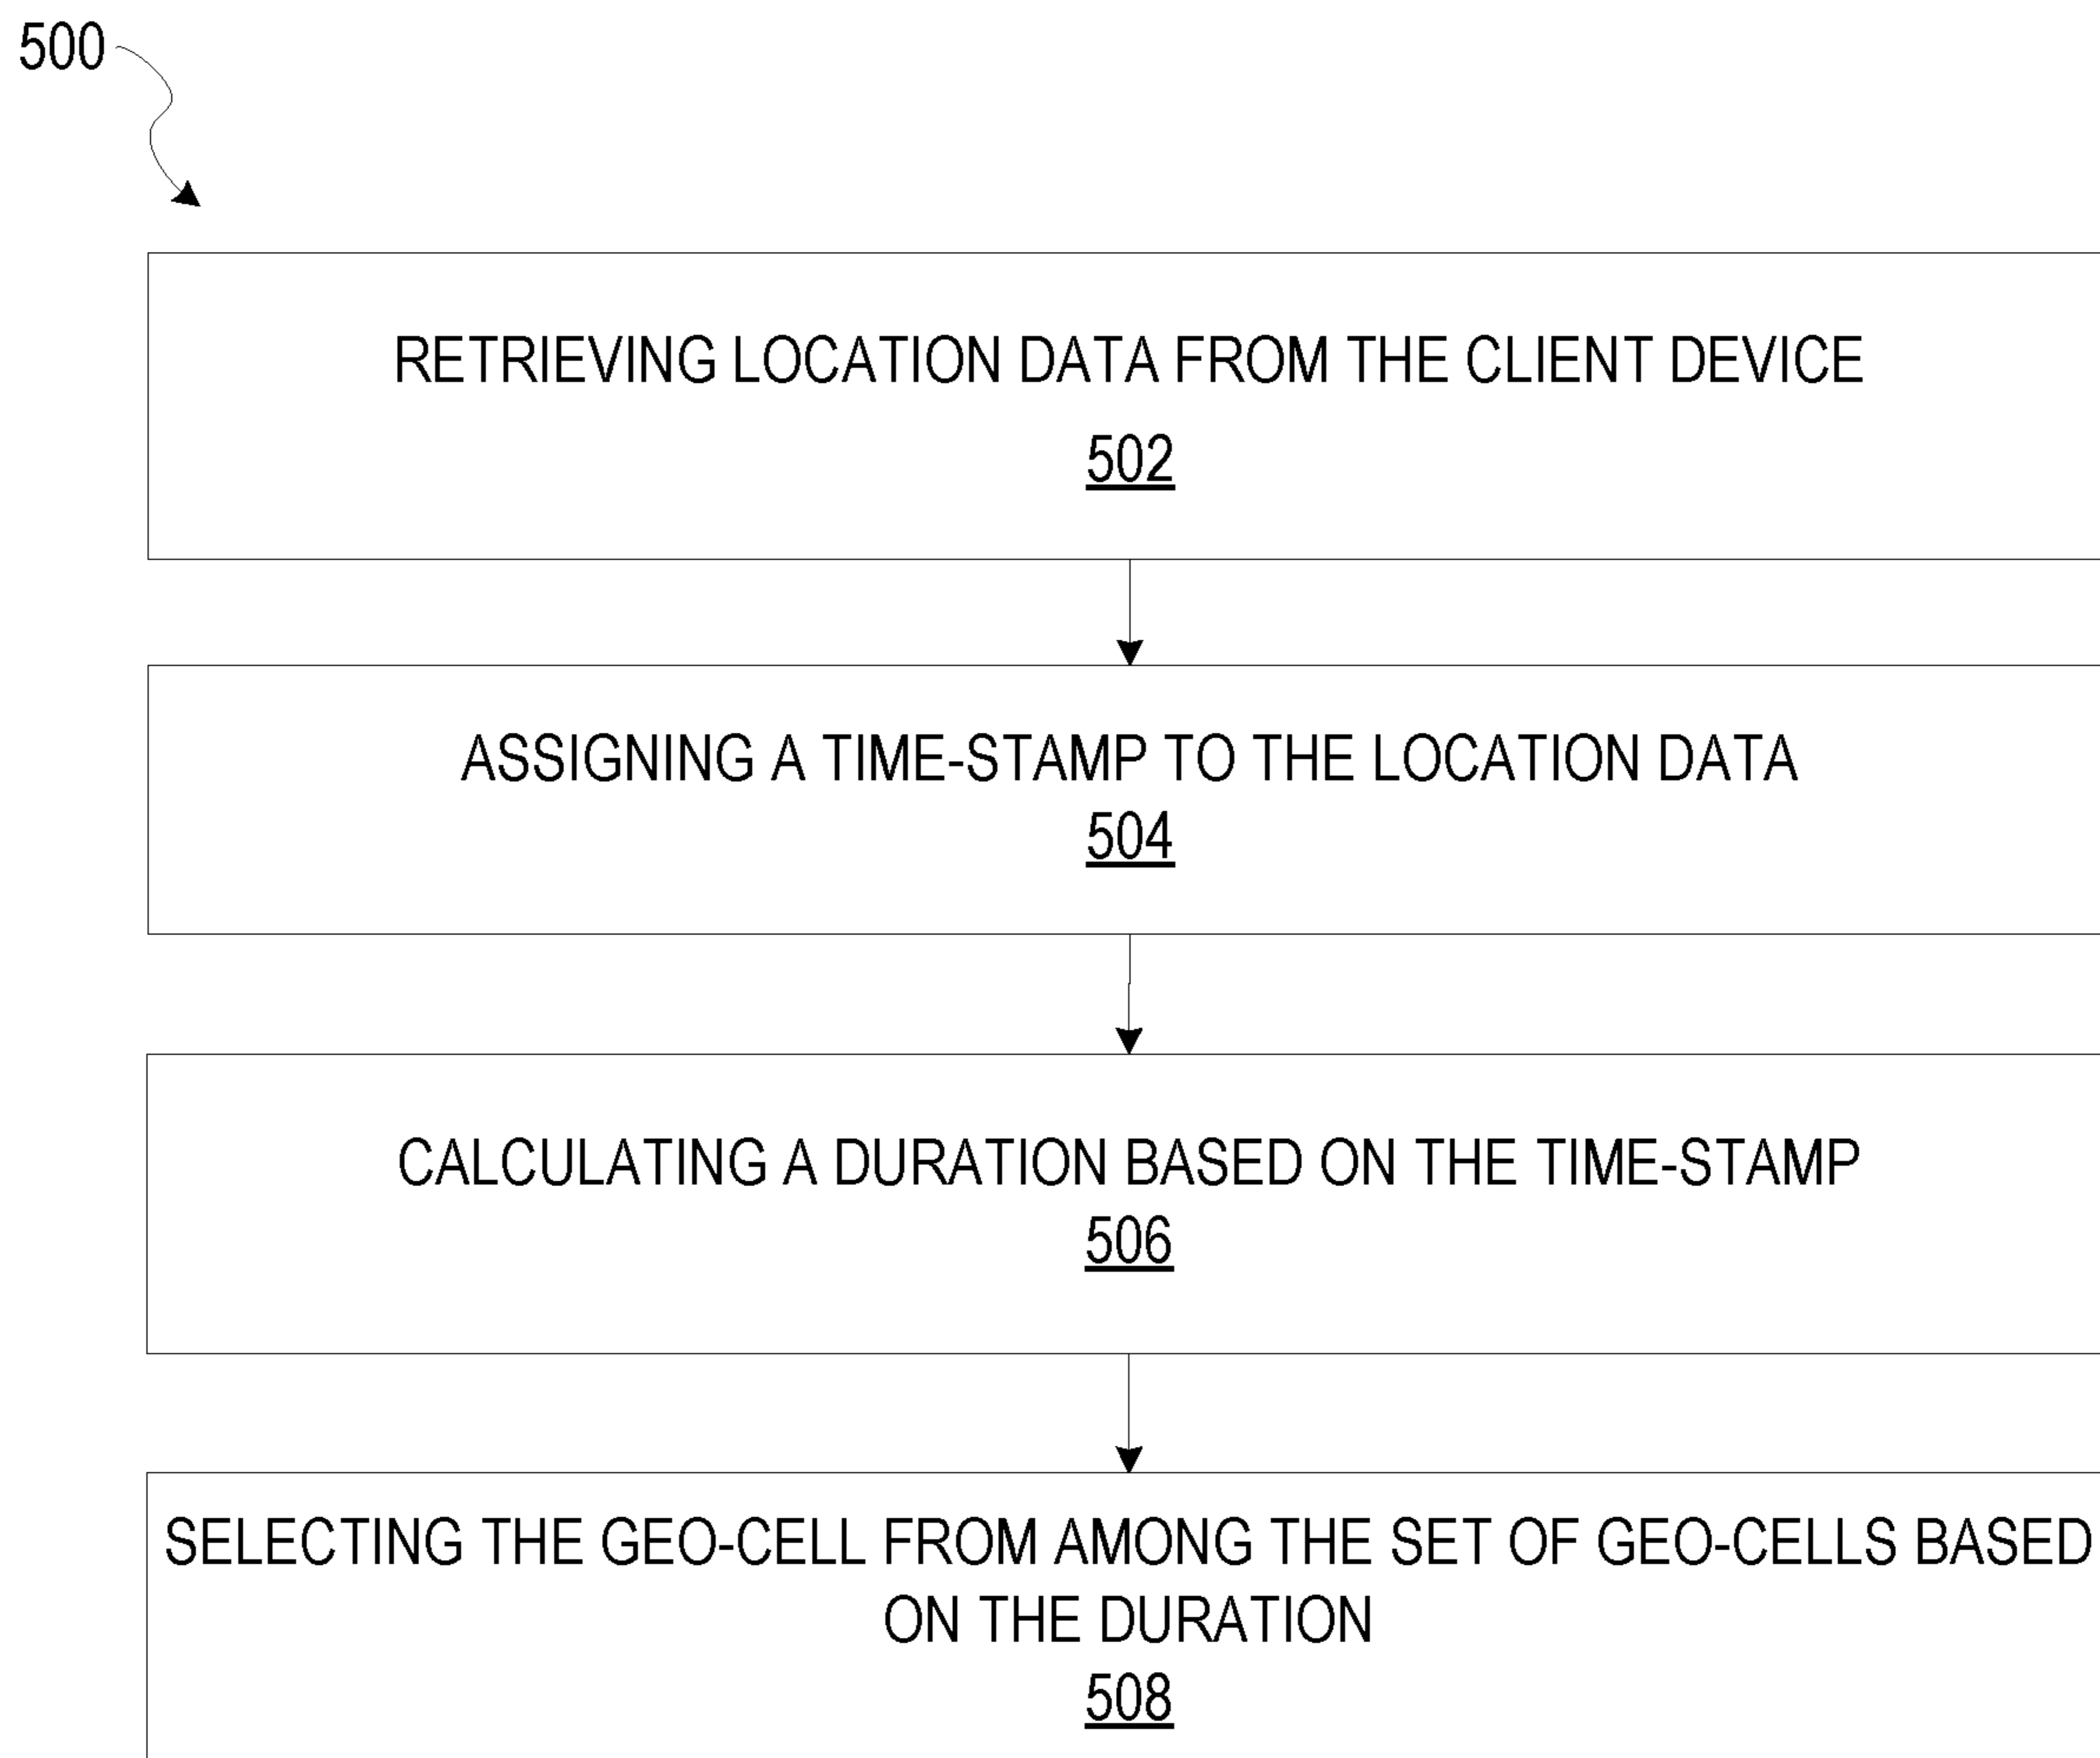 500
RETRIEVING LOCATION DATA FROM THE CLIENT DEVICE
502
ASSIGNING A TIME-STAMP TO THE LOCATION DATA
504
CALCULATING A DURATION BASED ON THE TIME-STAMP
506
SELECTING THE GEO-CELL FROM AMONG THE SET OF GEO-CELLS BASED
ON THE DURATION
508